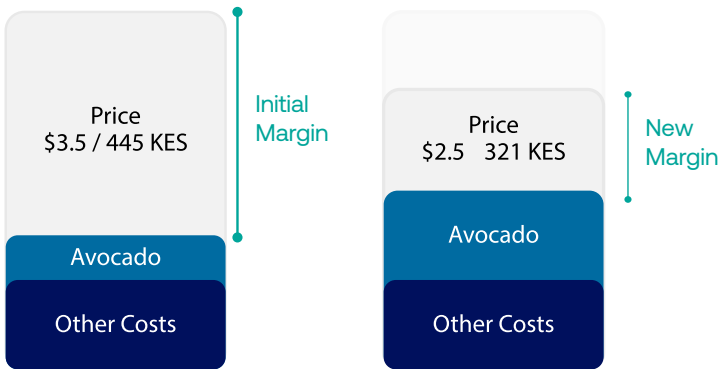 Price
$3.5 / 445 KES
Initial
Margin
Avocado
Other Costs
Price
$2.5 321 KES
New
Margin
Avocado
Other Costs